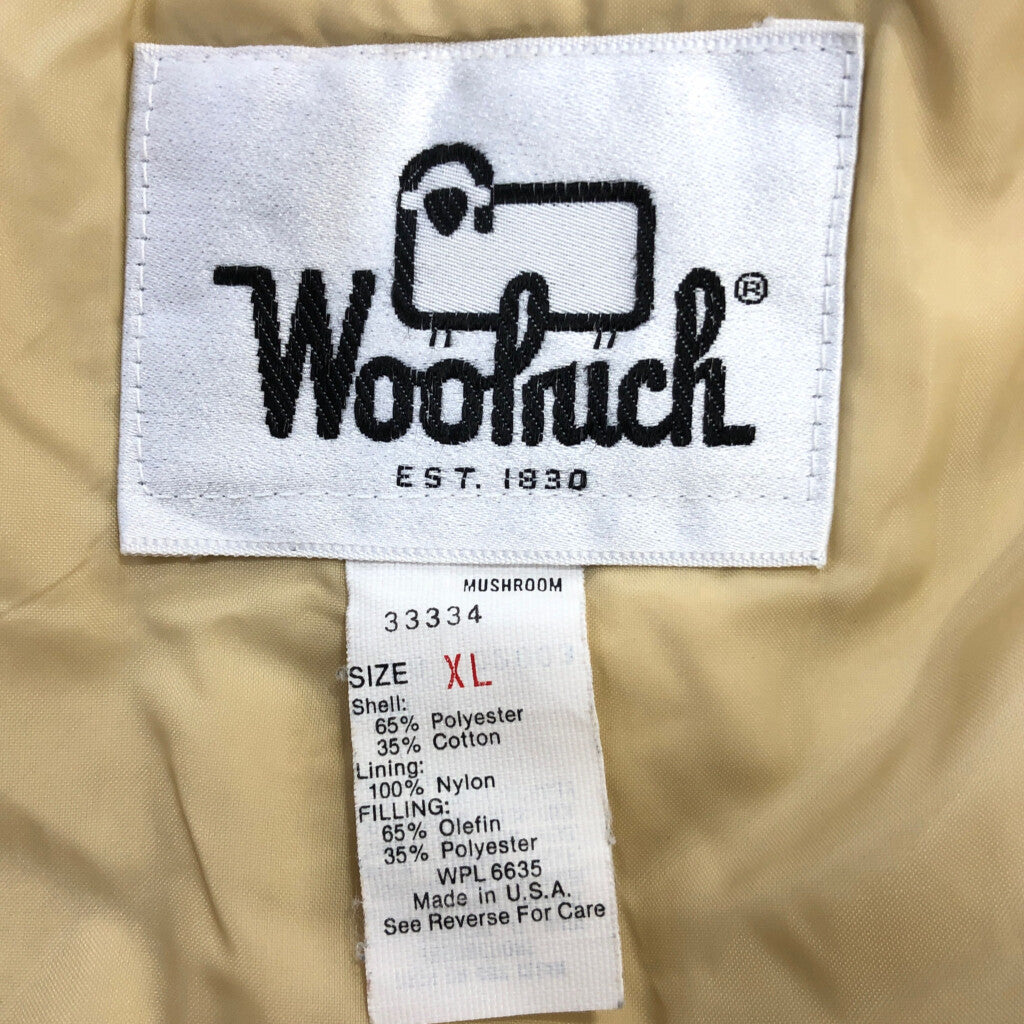 Woolrich®
EST. 1830
MUSHROOM
33334
SIZE XL
Shell:
65% Polyester
35% Cotton
Lining:
100% Nylon
FILLING:
65% Olefin
35% Polyester
WPL 6635
Made in U.S.A.
See Reverse For Care